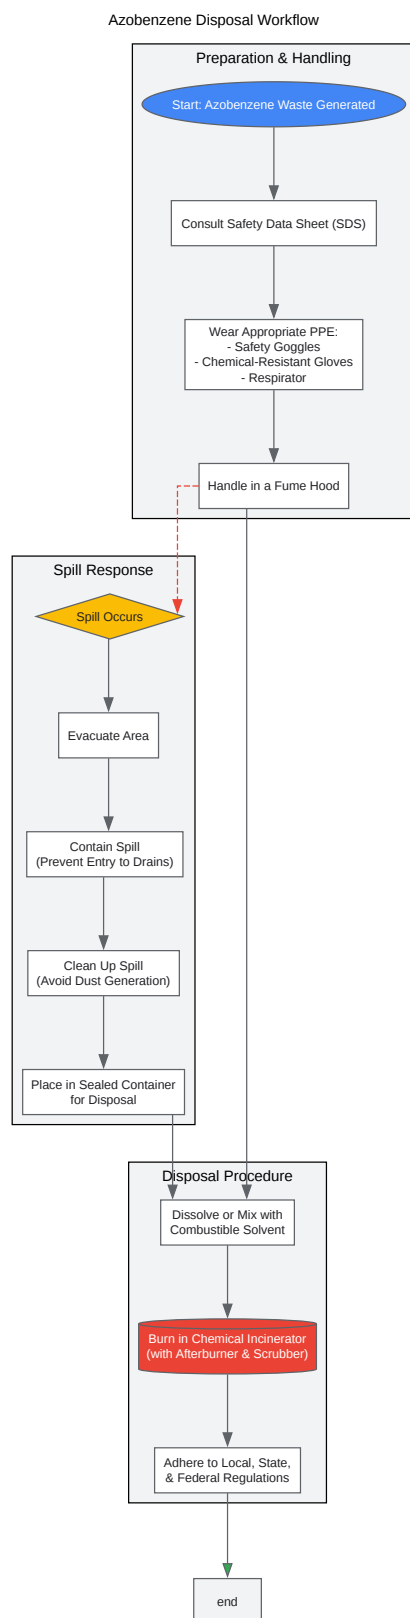 Azobenzene Disposal Workflow
Preparation & Handling
Start: Azobenzene Waste Generated
Consult Safety Data Sheet (SDS)
Wear Appropriate PPE:
- Safety Goggles
- Chemical-Resistant Gloves
- Respirator
Handle in a Fume Hood
Spill Response
Spill Occurs
Evacuate Area
Contain Spill
(Prevent Entry to Drains)
Clean Up Spill
(Avoid Dust Generation)
Place in Sealed Container
for Disposal
Disposal Procedure
Dissolve or Mix with
Combustible Solvent
Burn in Chemical Incinerator
(with Afterburner & Scrubber)
Adhere to Local, State,
& Federal Regulations
end